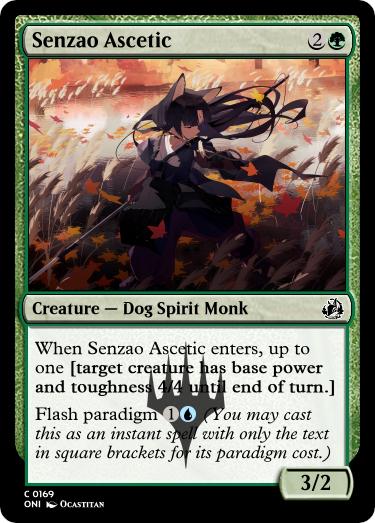 Senzao Ascetic 2
Creature — Dog Spirit Monk
When Senzao Ascetic enters, up to
one [target creature has base power
and toughness 4/4 until end of turn.]
Flash paradigm 1 (You may cast
this as an instant spell with only the text
in square brackets for its paradigm cost.)
3/2
C 0169
ONI Ocastitan